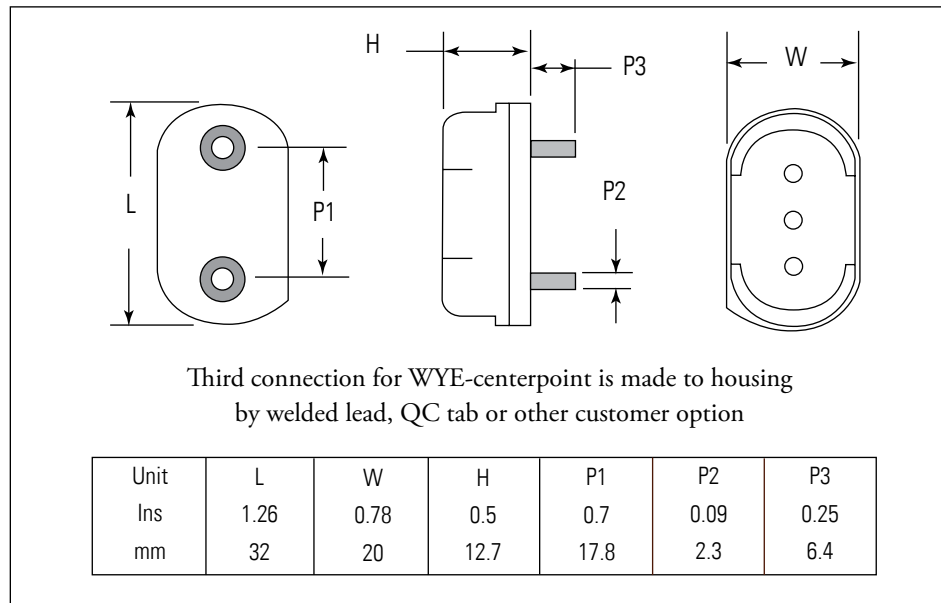 H
P3
W
L
P1
P2
Third connection for WYE-centerpoint is made to housing
by welded lead, QC tab or other customer option
Unit L W H P1 P2 P3
Ins 1.26 0.78 0.5 0.7 0.09 0.25
mm 32 20 12.7 17.8 2.3 6.4